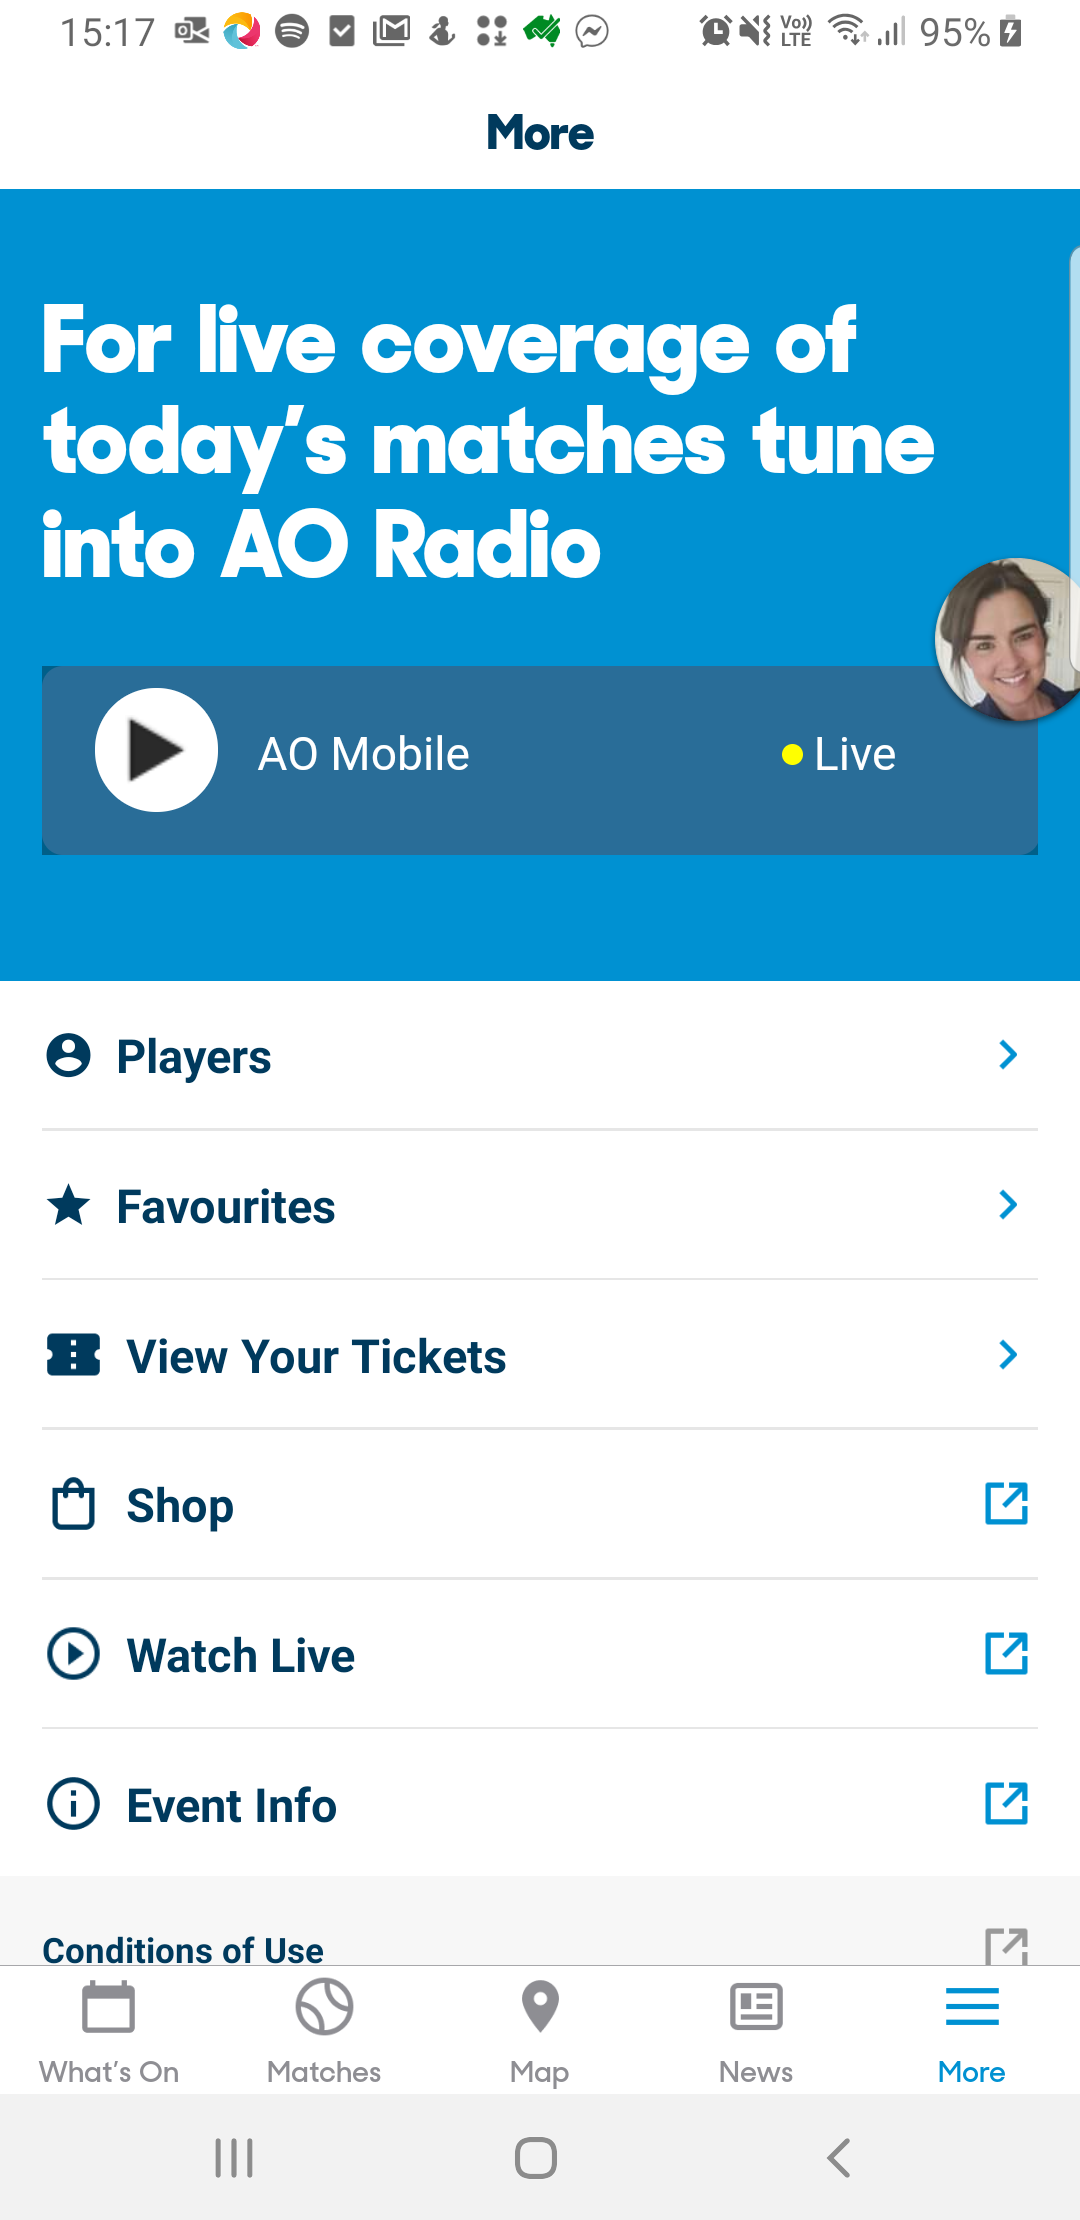 15:17
Vo))
LTE
95%
More
For live coverage of
today's matches tune
into AO Radio
AO Mobile
Live
Players
Favourites
View Your Tickets
Shop
Watch Live
Event Info
Conditions of Use
What's On
Matches
Map
News
More